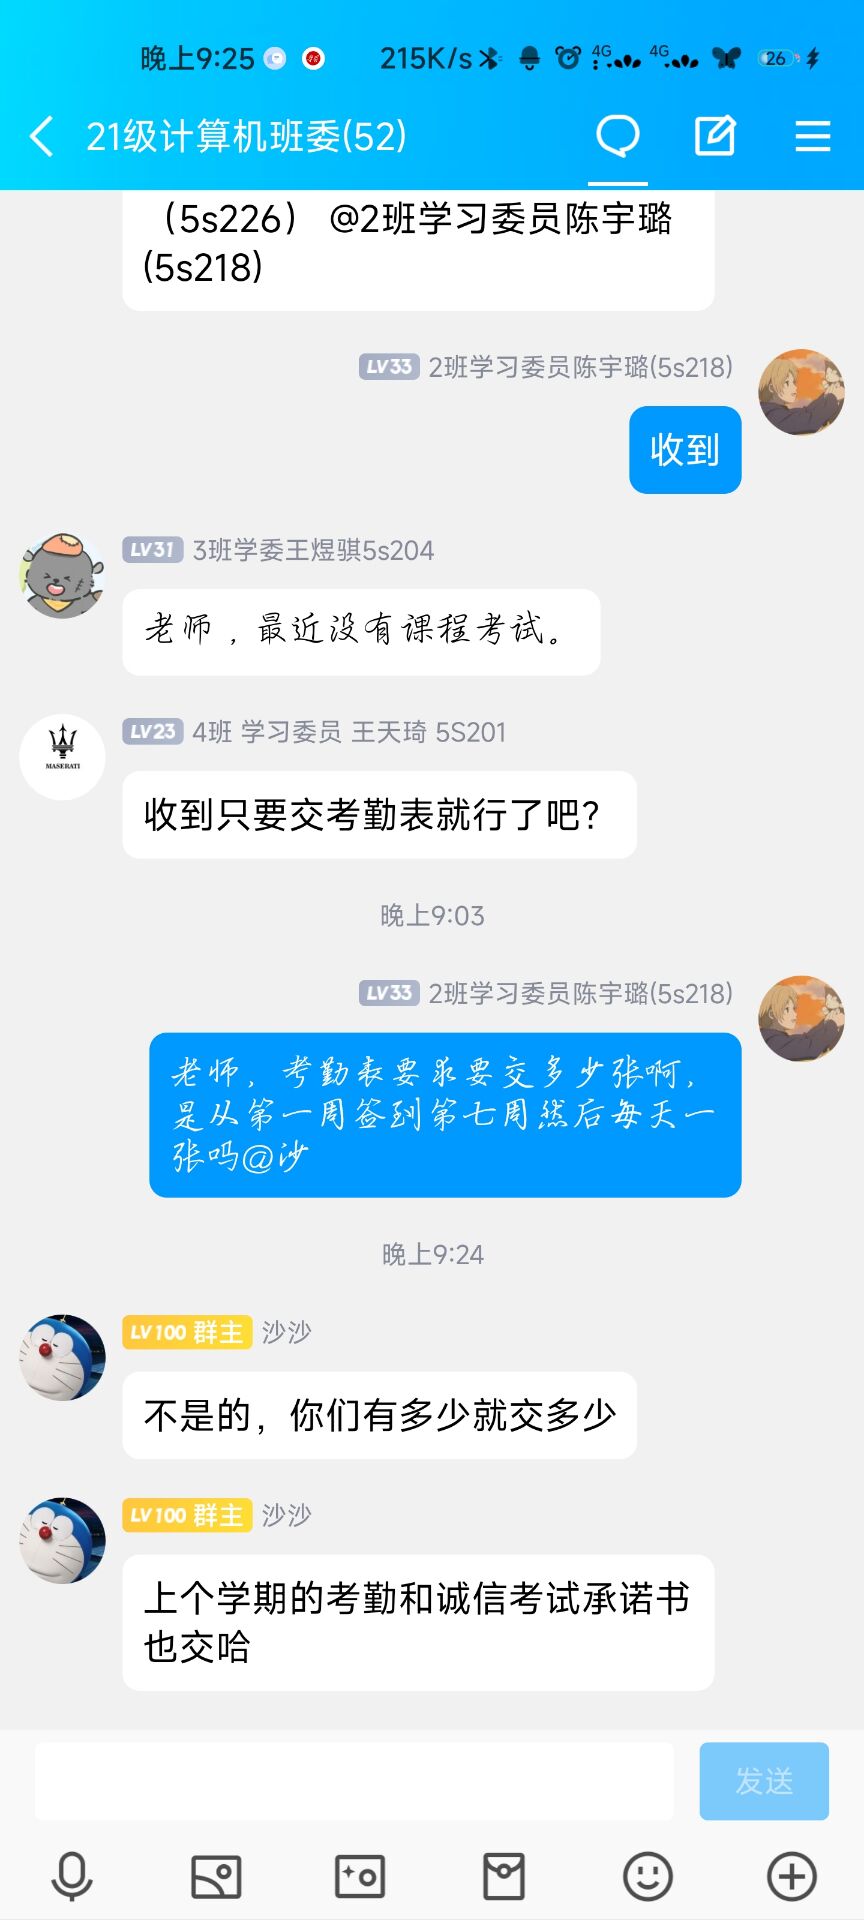 晚上9:25 215K/s 4G 4G 26
21级计算机班委(52)
（5s226） @2班学习委员陈宇璐
(5s218)
LV33 2班学习委员陈宇璐(5s218)
收到
LV31 3班学委王煜骐5s204
老师，最近没有课程考试。
LV23 4班 学习委员 王天琦 5S201
MASERATI
收到只要交考勤表就行了吧？
晚上9:03
LV33 2班学习委员陈宇璐(5s218)
老师，考勤表要求要交多少张啊，
是从第一周签到第七周然后每天一
张吗@沙
晚上9:24
LV100 群主 沙沙
不是的，你们有多少就交多少
LV100 群主 沙沙
上个学期的考勤和诚信考试承诺书
也交哈
发送